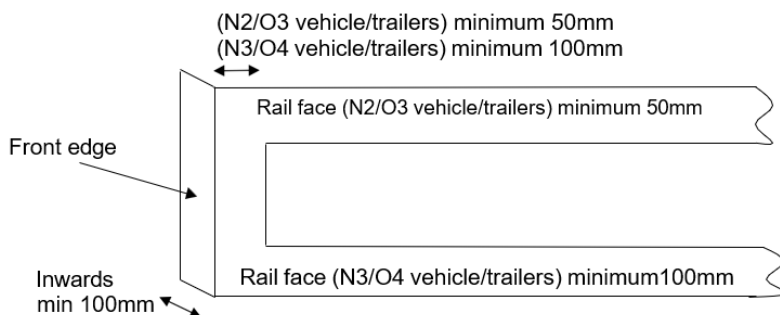 (N2/O3 vehicle/trailers) minimum 50mm
(N3/O4 vehicle/trailers) minimum 100mm
Rail face (N2/O3 vehicle/trailers) minimum 50mm
Front edge
Rail face (N3/O4 vehicle/trailers) minimum100mm
Inwards
min 100mm